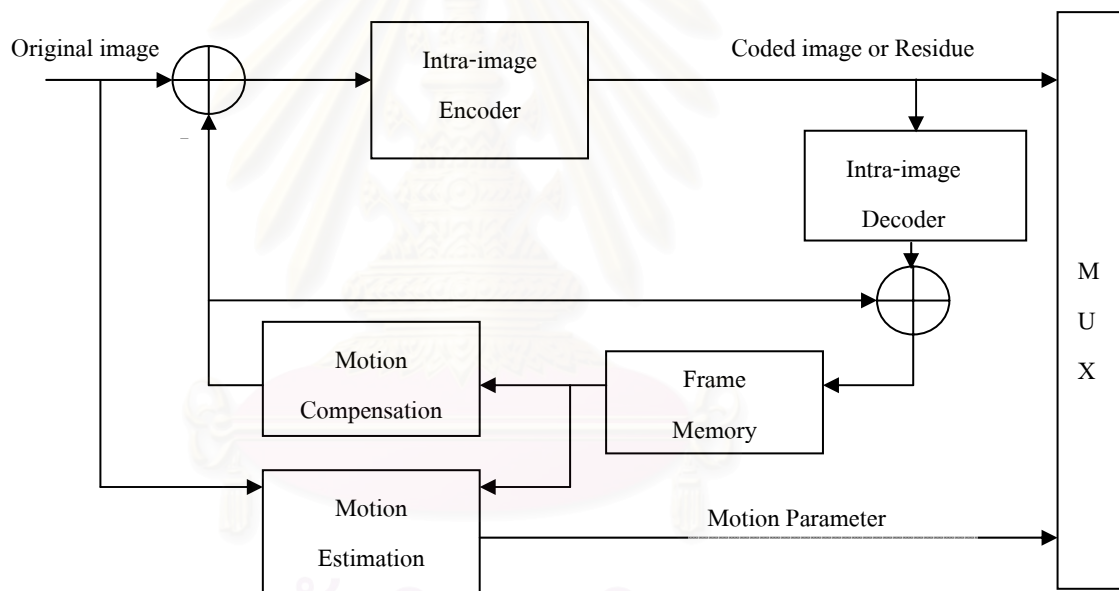 Original image
Intra-image
Encoder
Coded image or Residue
Intra-image
Decoder
M
U
X
Motion
Compensation
Frame
Memory
Motion
Estimation
Motion Parameter